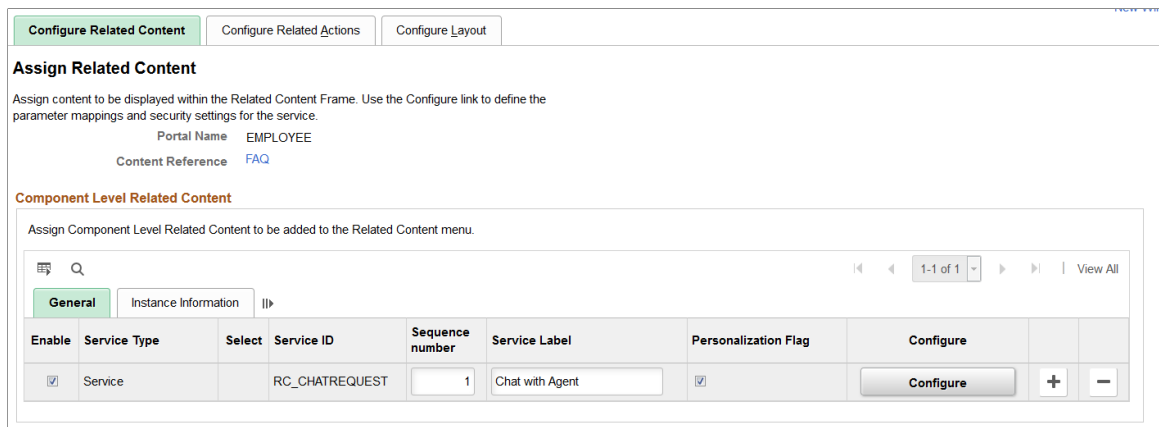 Configure Related Content Configure Related Actions Configure Layout
Assign Related Content
Assign content to be displayed within the Related Content Frame. Use the Configure link to define the
parameter mappings and security settings for the service.
Portal Name EMPLOYEE
Content Reference FAQ
Component Level Related Content
Assign Component Level Related Content to be added to the Related Content menu.
1-1 of 1 View All
General Instance Information
Enable Service Type Select Service ID Sequence number Service Label Personalization Flag Configure
Service RC_CHATREQUEST 1 Chat with Agent Configure